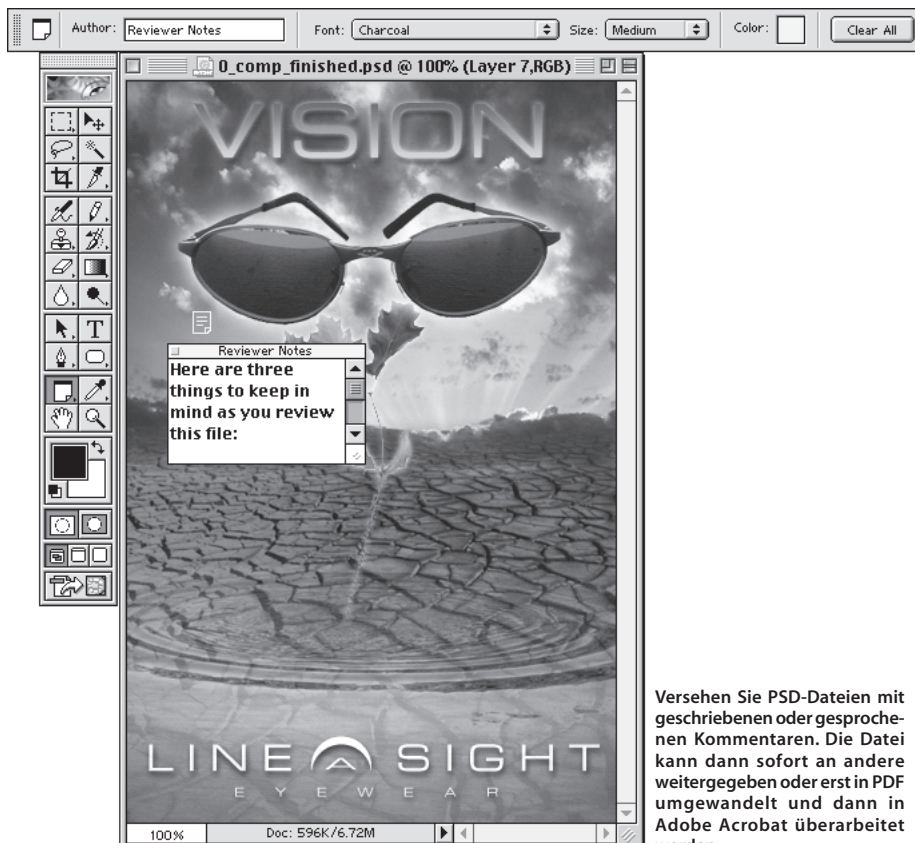 Author: Reviewer Notes Font: Charcoal Size: Medium Color: Clear All
0_comp_finished.psd @ 100% (Layer 7,RGB)
VISION
Reviewer Notes
Here are three
things to keep in
mind as you review
this file:
T
LINE A SIGHT
EYEWEAR
100% Doc: 596K/6.72M
Versehen Sie PSD-Dateien mit
geschriebenen oder gesproche-
nen Kommentaren. Die Datei
kann dann sofort an andere
weitergegeben oder erst in PDF
umgewandelt und dann in
Adobe Acrobat überarbeitet